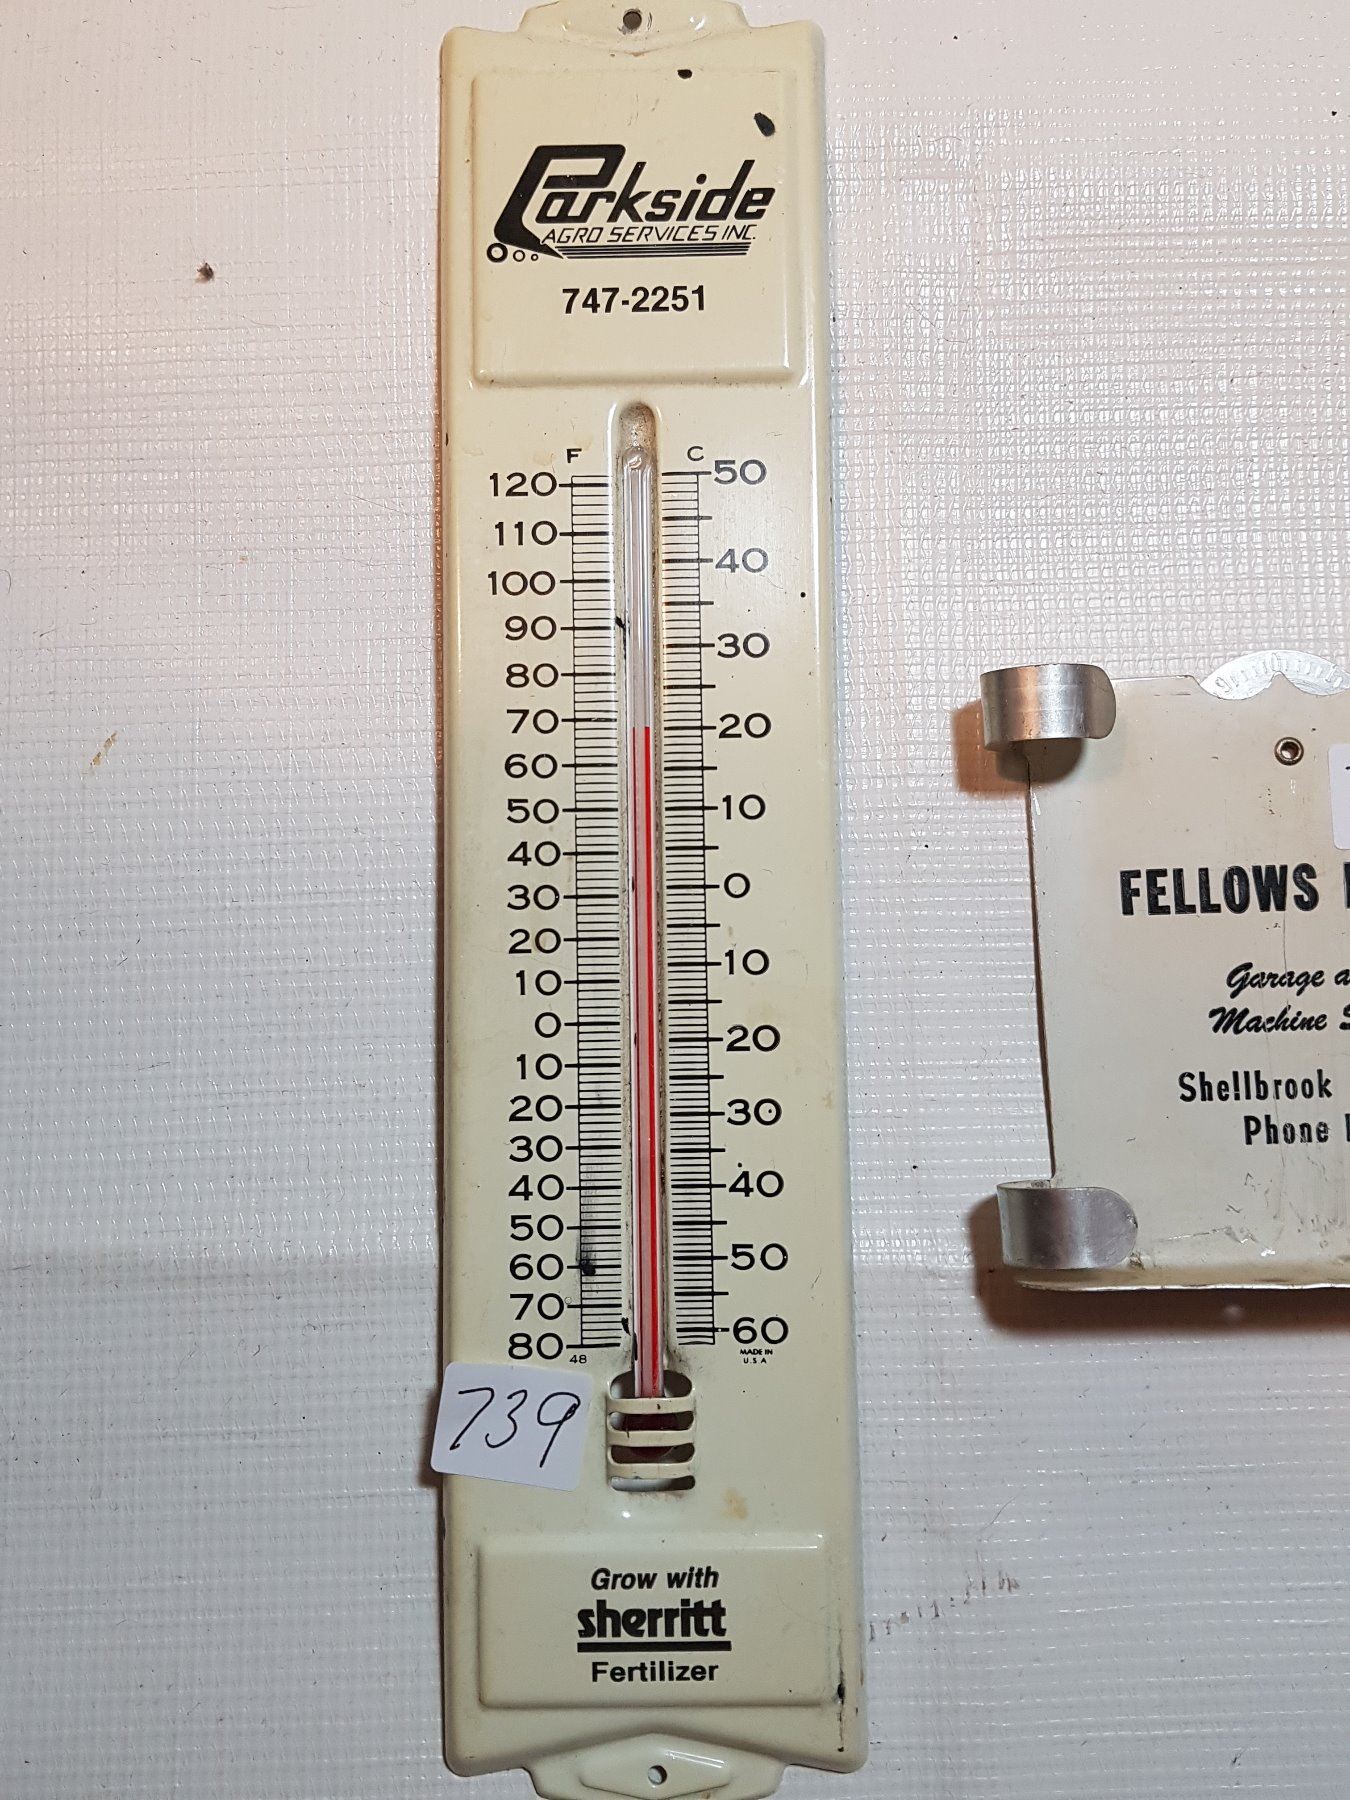 Parkside
AGRO SERVICES INC.
747-2251
F C
120 50
110
100 40
90
80 30
70 20
60
50 10
40
30 0
20
10 10
0
10 20
20
30 30
40 40
50
60 50
70
80 60
48
MADE IN
U.S.A
739
Grow with
sherritt
Fertilizer
FELLOWS
Garage
Machine
Shellbrook
Phone